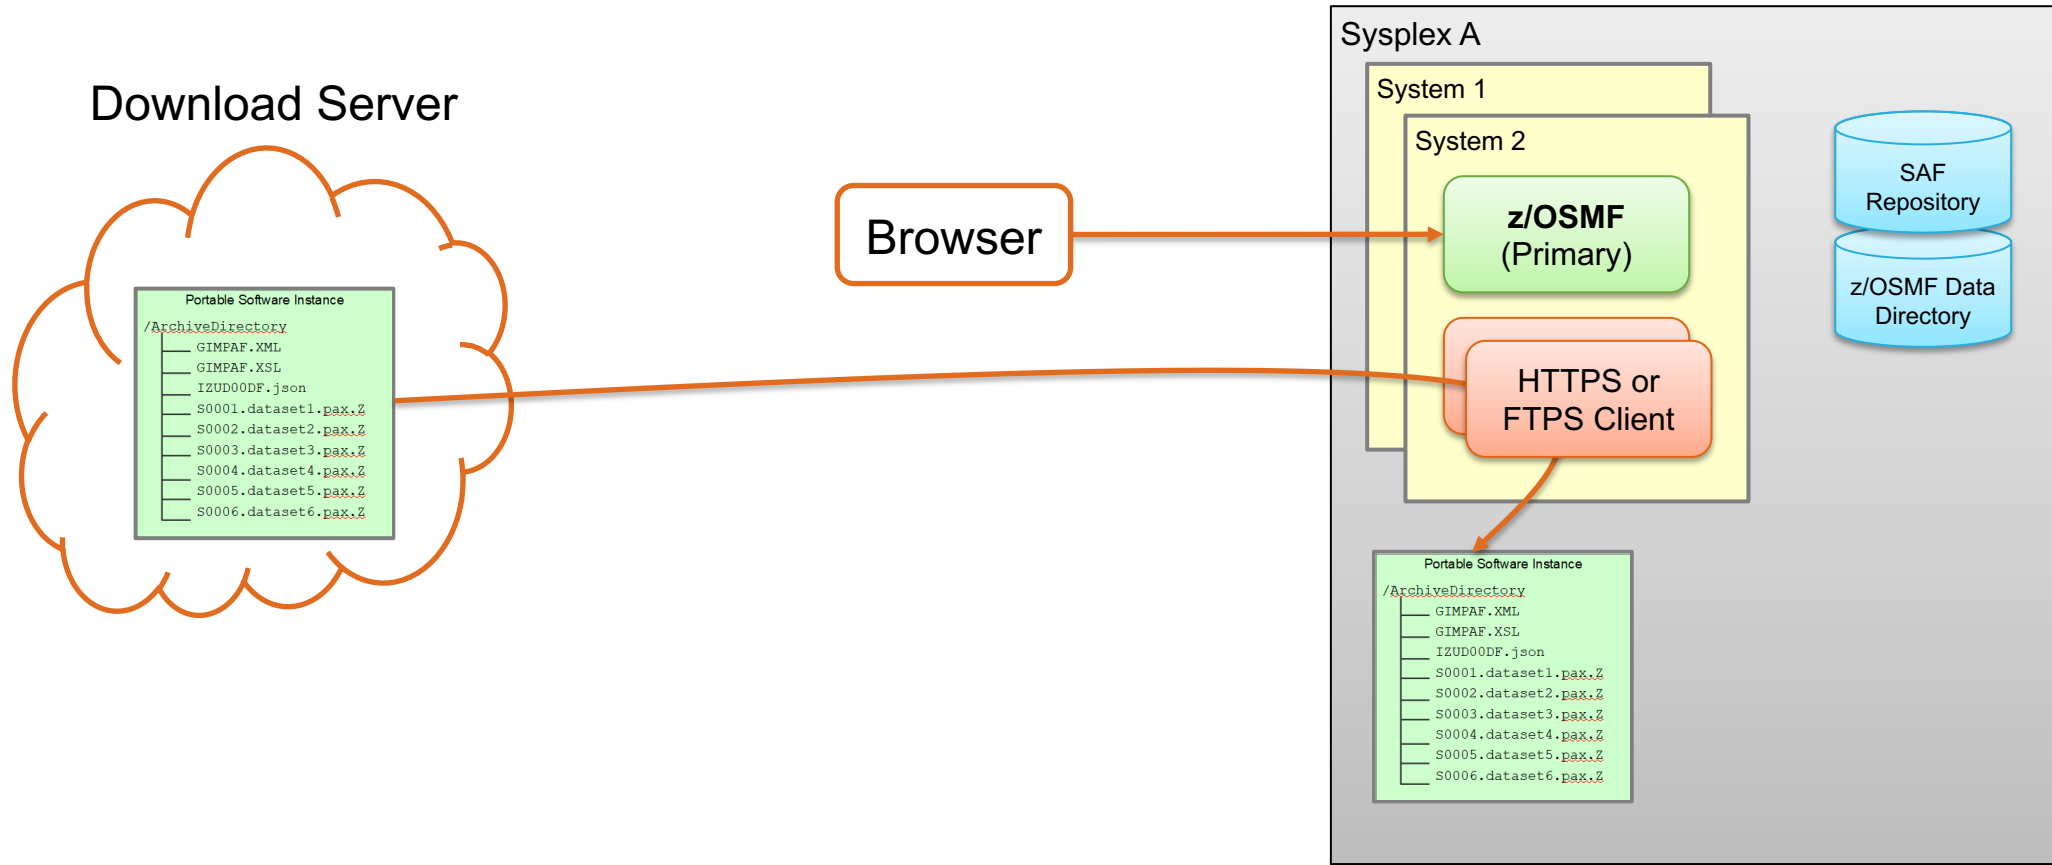 Download Server
Portable Software Instance
/ArchiveDirectory
GIMPAF.XML
GIMPAF.XSL
IZUD00DF.json
S0001.dataset1.pax.Z
S0002.dataset2.pax.Z
S0003.dataset3.pax.Z
S0004.dataset4.pax.Z
S0005.dataset5.pax.Z
S0006.dataset6.pax.Z
Browser
Sysplex A
System 1
System 2
z/OSMF
(Primary)
HTTPS or
FTPS Client
SAF
Repository
z/OSMF Data
Directory
Portable Software Instance
/ArchiveDirectory
GIMPAF.XML
GIMPAF.XSL
IZUD00DF.json
S0001.dataset1.pax.Z
S0002.dataset2.pax.Z
S0003.dataset3.pax.Z
S0004.dataset4.pax.Z
S0005.dataset5.pax.Z
S0006.dataset6.pax.Z